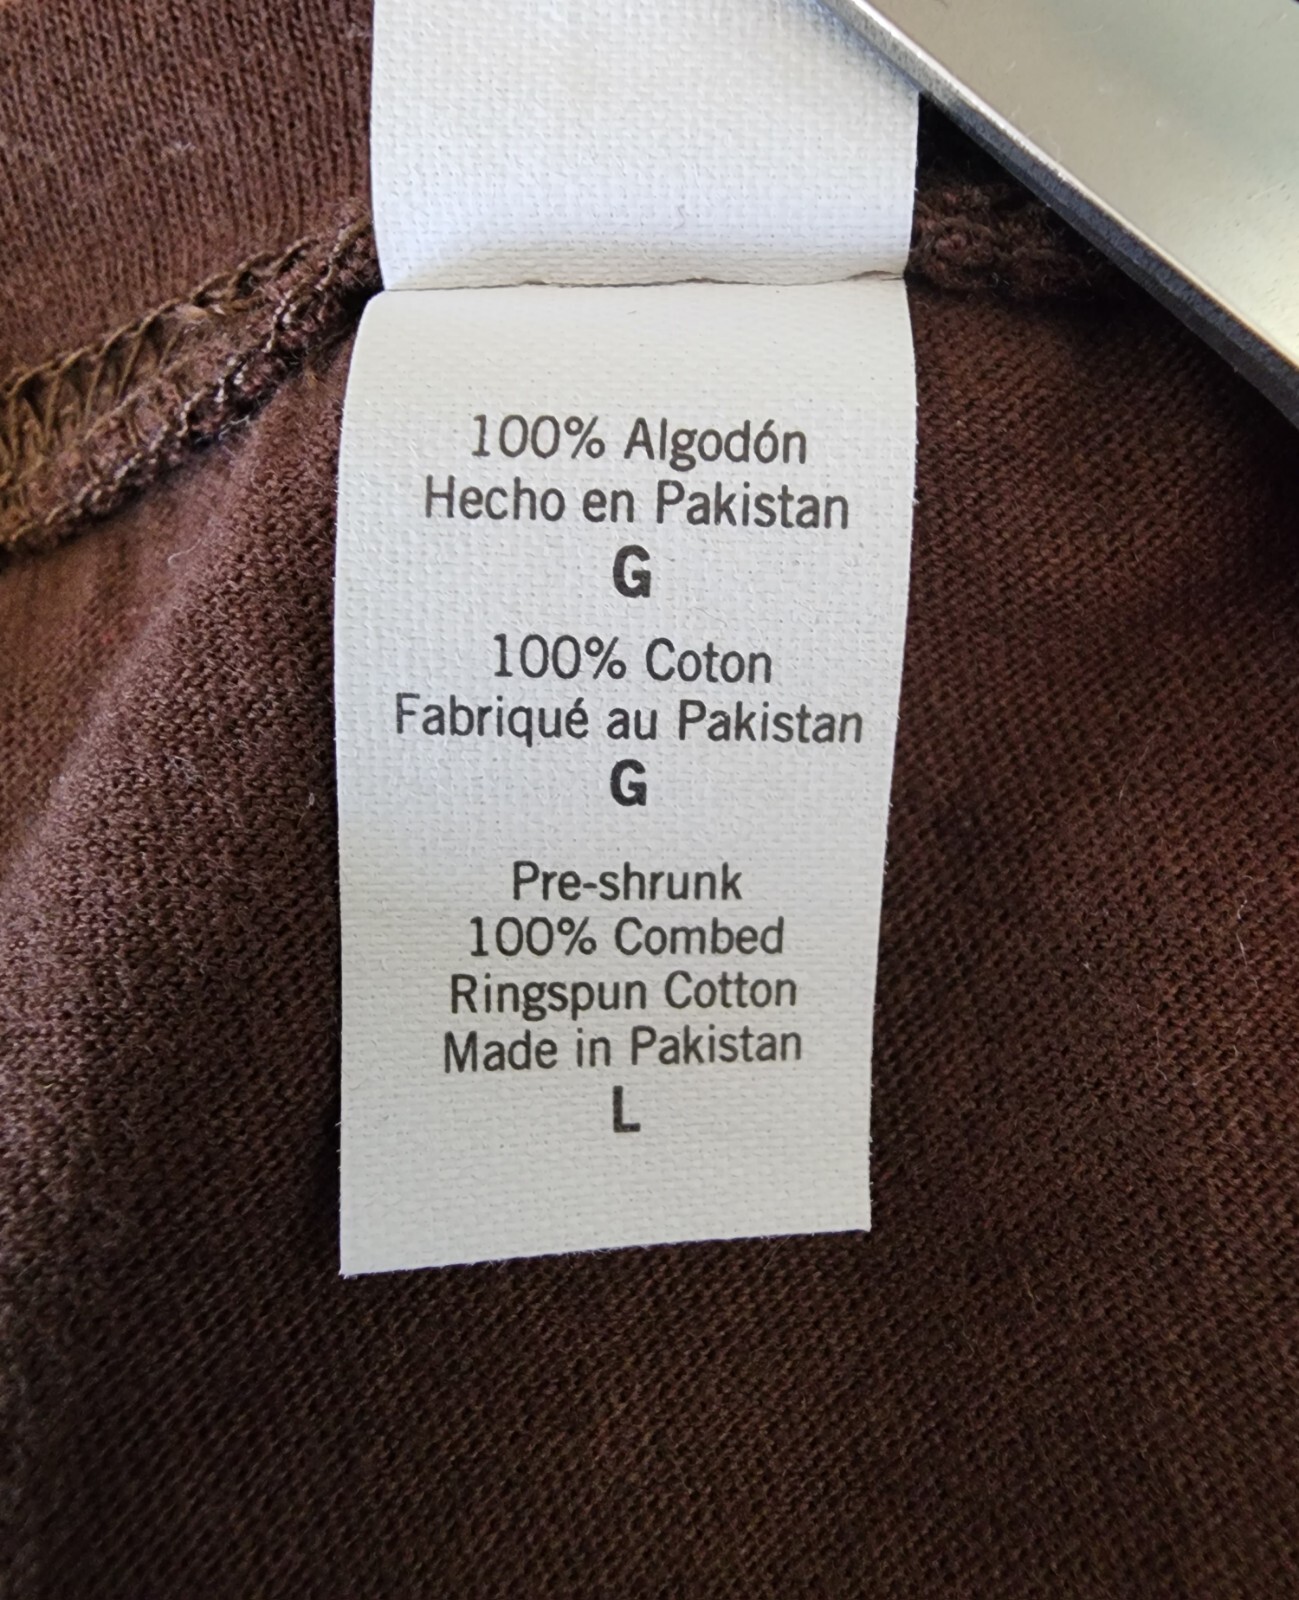 100% Algodón
Hecho en Pakistan
G
100% Coton
Fabriqué au Pakistan
G
Pre-shrunk
100% Combed
Ringspun Cotton
Made in Pakistan
L